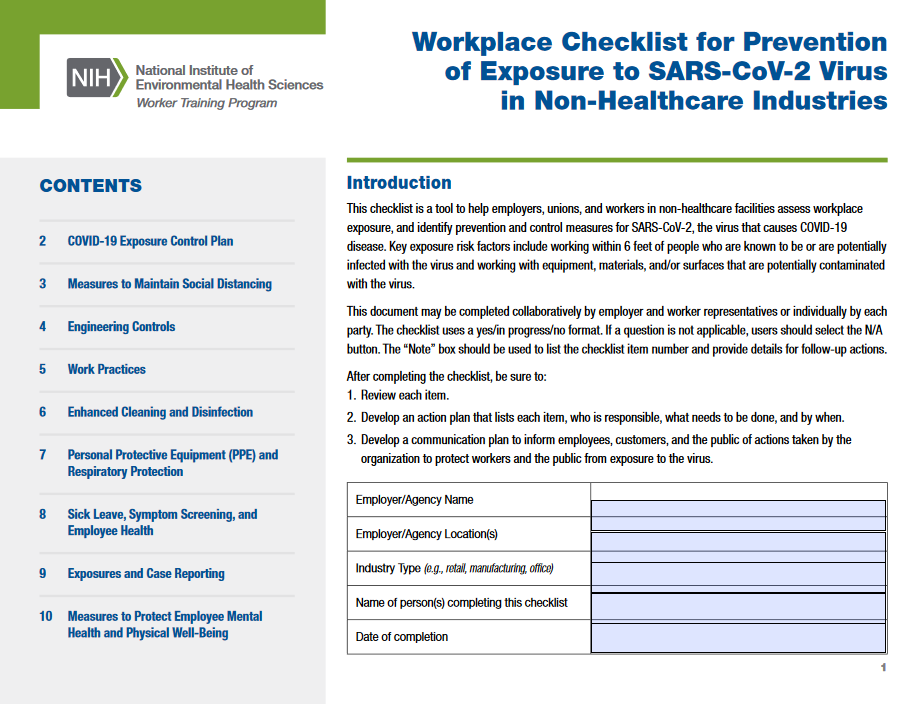 NIH
National Institute of
Environmental Health Sciences
Worker Training Program
Workplace Checklist for Prevention
of Exposure to SARS-CoV-2 Virus
in Non-Healthcare Industries
CONTENTS
2 COVID-19 Exposure Control Plan
3 Measures to Maintain Social Distancing
4 Engineering Controls
5 Work Practices
6 Enhanced Cleaning and Disinfection
7 Personal Protective Equipment (PPE) and
Respiratory Protection
8 Sick Leave, Symptom Screening, and
Employee Health
9 Exposures and Case Reporting
10 Measures to Protect Employee Mental
Health and Physical Well-Being
Introduction
This checklist is a tool to help employers, unions, and workers in non-healthcare facilities assess workplace
exposure, and identify prevention and control measures for SARS-CoV-2, the virus that causes COVID-19
disease. Key exposure risk factors include working within 6 feet of people who are known to be or are potentially
infected with the virus and working with equipment, materials, and/or surfaces that are potentially contaminated
with the virus.
This document may be completed collaboratively by employer and worker representatives or individually by each
party. The checklist uses a yes/in progress/no format. If a question is not applicable, users should select the N/A
button. The “Note” box should be used to list the checklist item number and provide details for follow-up actions.
After completing the checklist, be sure to:
1. Review each item.
2. Develop an action plan that lists each item, who is responsible, what needs to be done, and by when.
3. Develop a communication plan to inform employees, customers, and the public of actions taken by the
organization to protect workers and the public from exposure to the virus.
Employer/Agency Name
Employer/Agency Location(s)
Industry Type (e.g., retail, manufacturing, office)
Name of person(s) completing this checklist
Date of completion
1